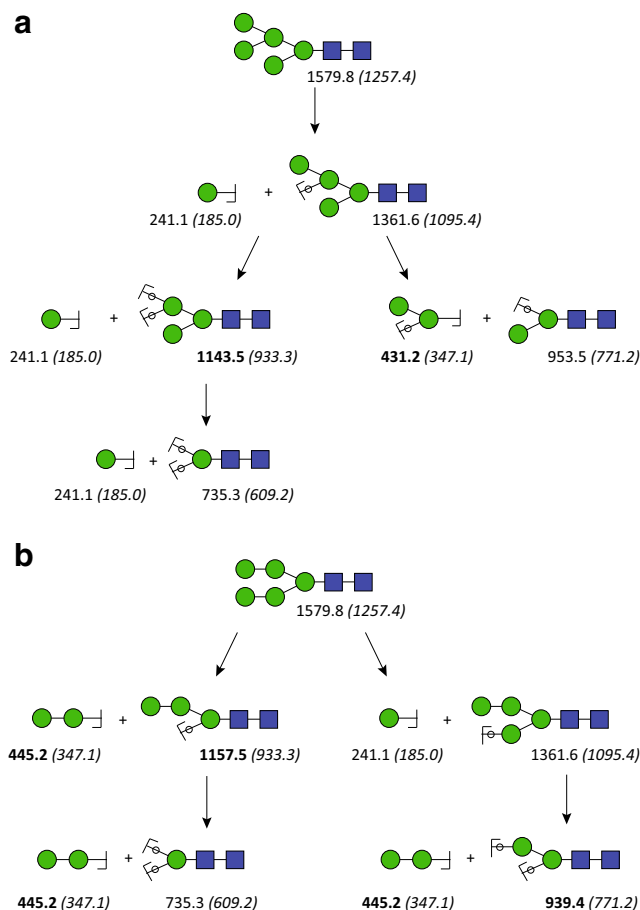 a
1579.8 (1257.4)
+
241.1 (185.0) 1361.6 (1095.4)
+ +
241.1 (185.0) 1143.5 (933.3) 431.2 (347.1) 953.5 (771.2)
+
241.1 (185.0) 735.3 (609.2)
b
1579.8 (1257.4)
+ +
445.2 (347.1) 1157.5 (933.3) 241.1 (185.0) 1361.6 (1095.4)
+ +
445.2 (347.1) 735.3 (609.2) 445.2 (347.1) 939.4 (771.2)